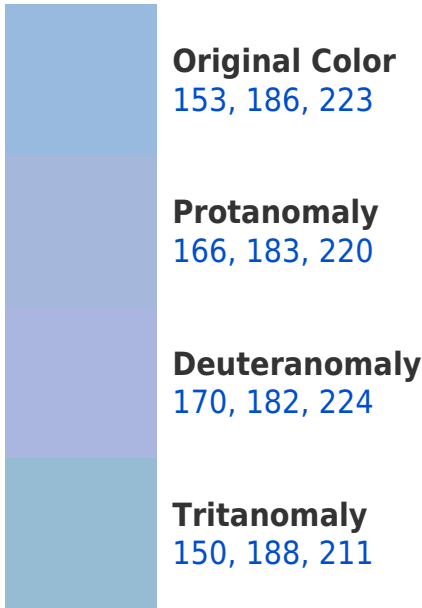 Original Color
153, 186, 223
Protanomaly
166, 183, 220
Deuteranomaly
170, 182, 224
Tritanomaly
150, 188, 211